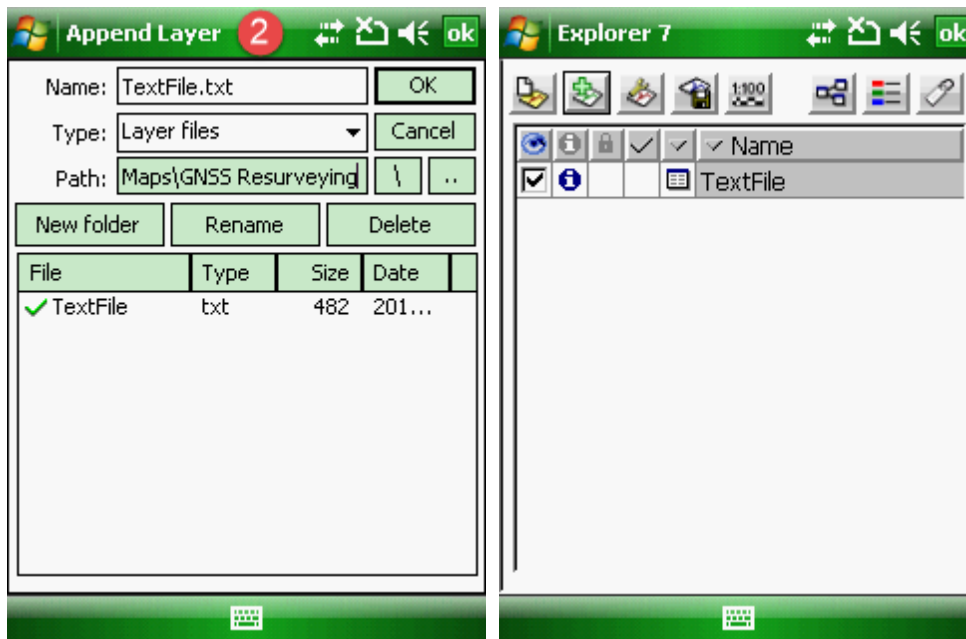 Append Layer 2 ok
Name: TextFile.txt OK
Type: Layer files Cancel
Path: Maps\GNSS Resurveying \ ..
New folder Rename Delete
File Type Size Date
TextFile txt 482 201...
Explorer 7 ok
1:100
Name
TextFile